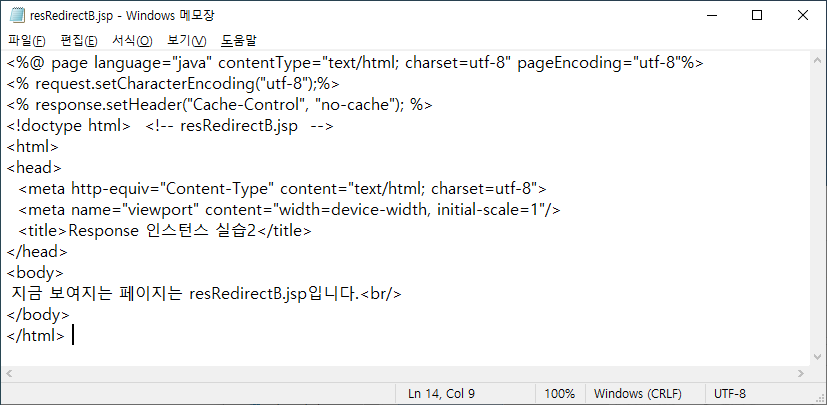 resRedirectB.jsp - Windows 메모장
파일(F) 편집(E) 서식(O) 보기(V) 도움말
<%@ page language="java" contentType="text/html; charset=utf-8" pageEncoding="utf-8"%>
<% request.setCharacterEncoding("utf-8");%>
<% response.setHeader("Cache-Control", "no-cache"); %>
<!doctype html>   <!-- resRedirectB.jsp  -->
<html>
<head>
  <meta http-equiv="Content-Type" content="text/html; charset=utf-8">
  <meta name="viewport" content="width=device-width, initial-scale=1"/>
  <title>Response 인스턴스 실습2</title>
</head>
<body>
 지금 보여지는 페이지는 resRedirectB.jsp입니다.<br/>
</body>
</html>
Ln 14, Col 9 100% Windows (CRLF) UTF-8